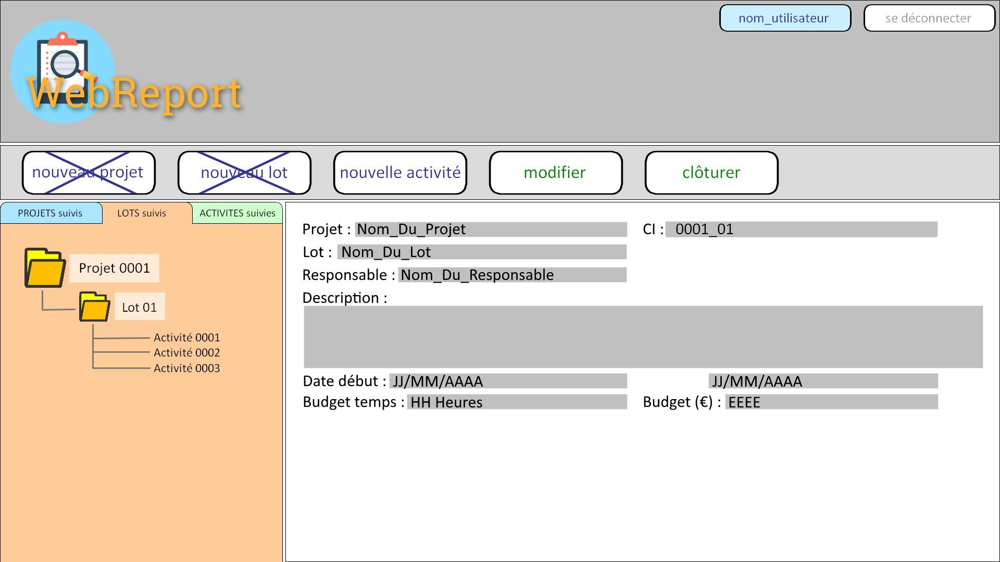 nom_utilisateur
se déconnecter
WebReport
nouveau projet
nouveau lot
nouvelle activité
modifier
clôturer
PROJETS suivis
LOTS suivis
ACTIVITES suivies
Projet 0001
Lot 01
Activité 0001
Activité 0002
Activité 0003
Projet : Nom_Du_Projet
CI : 0001_01
Lot : Nom_Du_Lot
Responsable : Nom_Du_Responsable
Description :
Date début : JJ/MM/AAAA
JJ/MM/AAAA
Budget temps : HH Heures
Budget (€) : EEEE